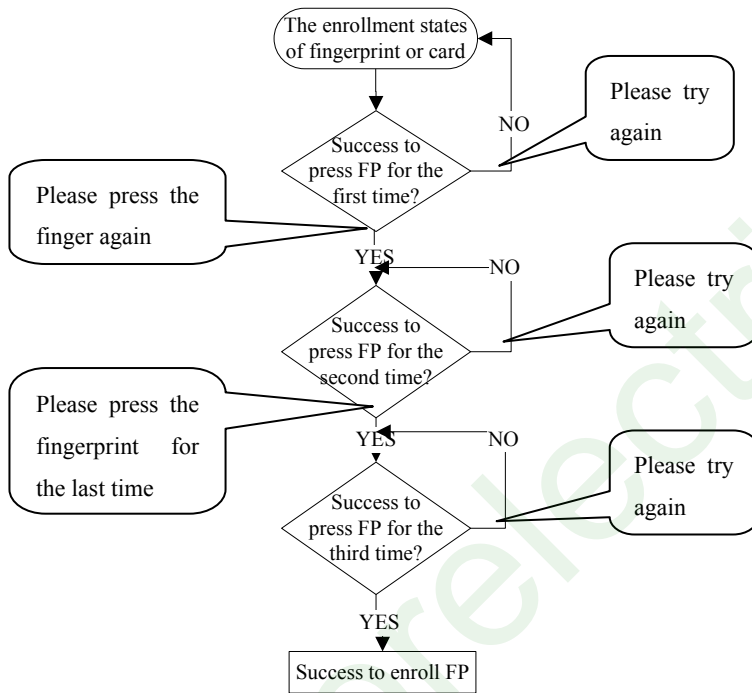 The enrollment states
of fingerprint or card
Please try
again
NO
Success to
press FP for the
first time?
Please press the
finger again
YES
NO
Please try
again
Success to
press FP for the
second time?
Please press the
fingerprint for
the last time
YES
NO
Please try
again
Success to
press FP for the
third time?
YES
Success to enroll FP